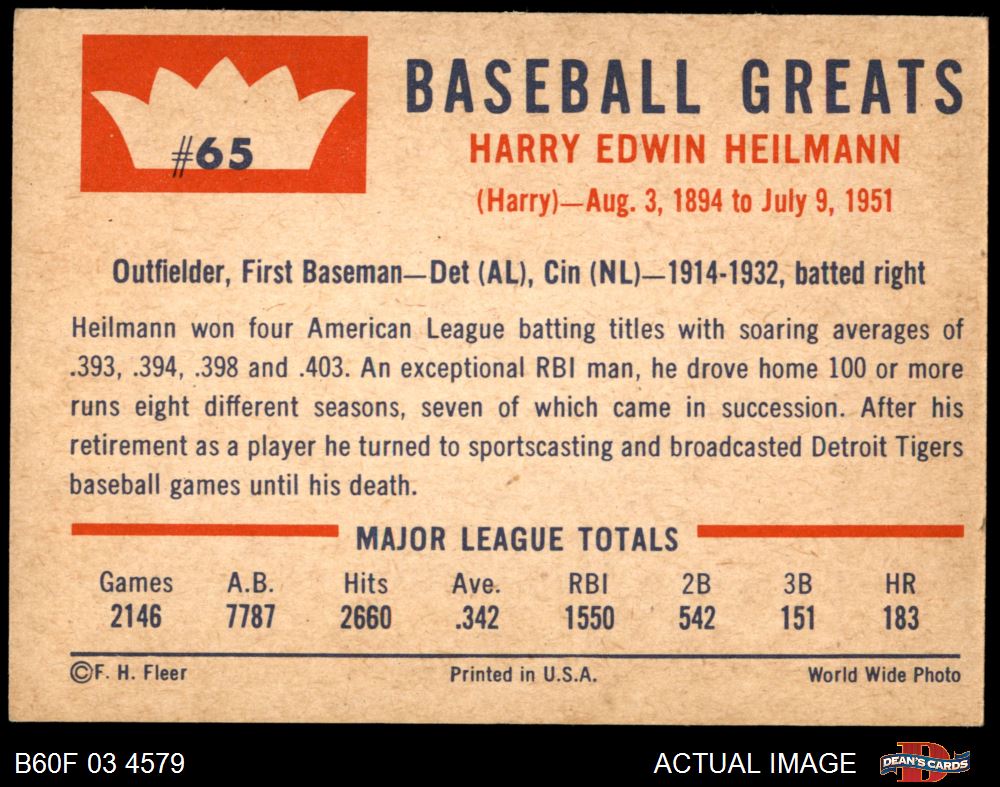 #65
BASEBALL GREATS
HARRY EDWIN HEILMANN
(Harry)—Aug. 3, 1894 to July 9, 1951
Outfielder, First Baseman—Det (AL), Cin (NL)—1914-1932, batted right
Heilmann won four American League batting titles with soaring averages of
.393, .394, .398 and .403. An exceptional RBI man, he drove home 100 or more
runs eight different seasons, seven of which came in succession. After his
retirement as a player he turned to sportscasting and broadcasted Detroit Tigers
baseball games until his death.
MAJOR LEAGUE TOTALS
Games A.B. Hits Ave. RBI 2B 3B HR
2146 7787 2660 .342 1550 542 151 183
©F. H. Fleer Printed in U.S.A. World Wide Photo
B60F 03 4579 ACTUAL IMAGE D DEAN'S CARDS